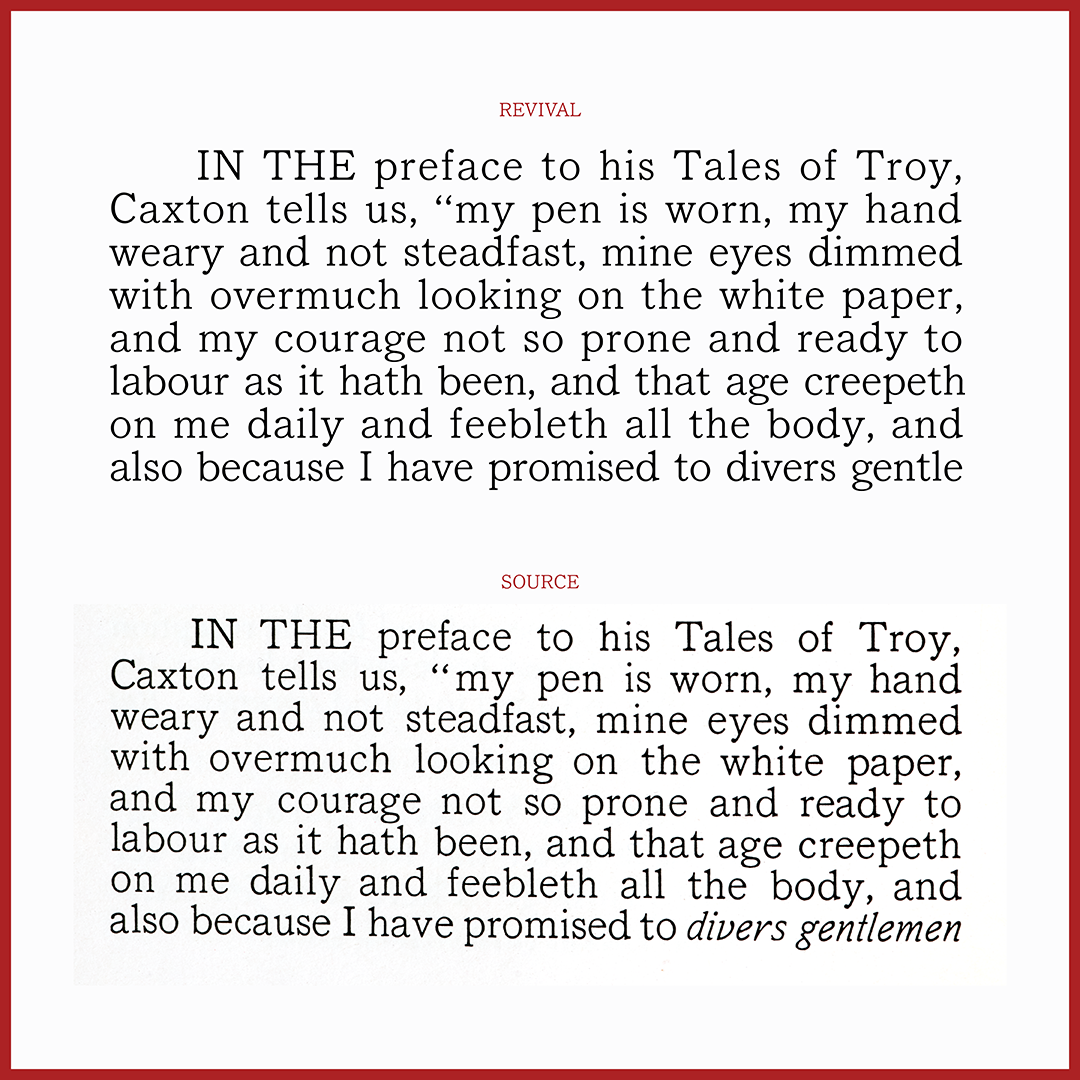 REVIVAL
IN THE preface to his Tales of Troy,
Caxton tells us, “my pen is worn, my hand
weary and not steadfast, mine eyes dimmed
with overmuch looking on the white paper,
and my courage not so prone and ready to
labour as it hath been, and that age creepeth
on me daily and feebleth all the body, and
also because I have promised to divers gentle
SOURCE
IN THE preface to his Tales of Troy,
Caxton tells us, “my pen is worn, my hand
weary and not steadfast, mine eyes dimmed
with overmuch looking on the white paper,
and my courage not so prone and ready to
labour as it hath been, and that age creepeth
on me daily and feebleth all the body, and
also because I have promised to divers gentlemen